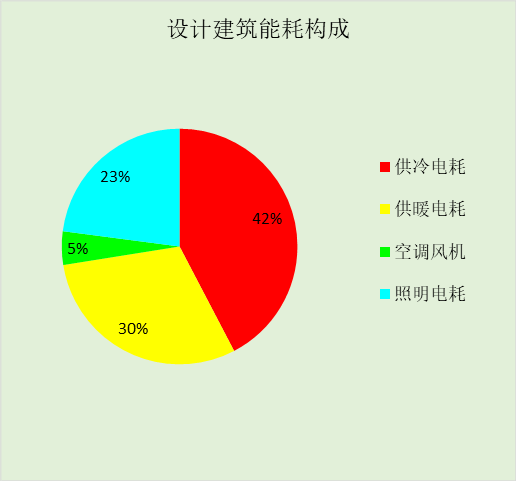 设计建筑能耗构成
23%
42%
5%
30%
供冷电耗
供暖电耗
空调风机
照明电耗